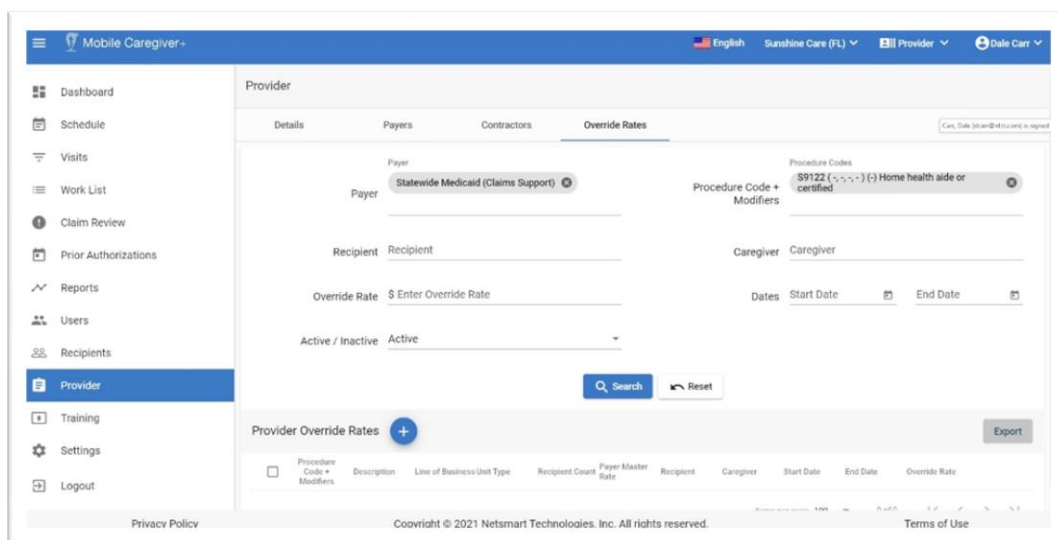 Mobile Caregiver+
English Sunshine Care (FL) Provider Dale Carr
Dashboard
Schedule
Visits
Work List
Claim Review
Prior Authorizations
Reports
Users
Recipients
Provider
Training
Settings
Logout
Provider
Details Payers Contractors Override Rates
Payer
Payer Statewide Medicaid (Claims Support)
Procedure Codes
Procedure Code + Modifiers
S9122 ( -, -, -, - ) (-) Home health aide or
certified
Recipient Recipient
Caregiver Caregiver
Override Rate $ Enter Override Rate
Dates Start Date End Date
Active / Inactive Active
Search Reset
Provider Override Rates + Export
Procedure Code + Modifiers Description Line of Business Unit Type Recipient Count Payer Master Rate Recipient Caregiver Start Date End Date Override Rate
100
Privacy Policy Copyright © 2021 Netsmart Technologies, Inc. All rights reserved. Terms of Use